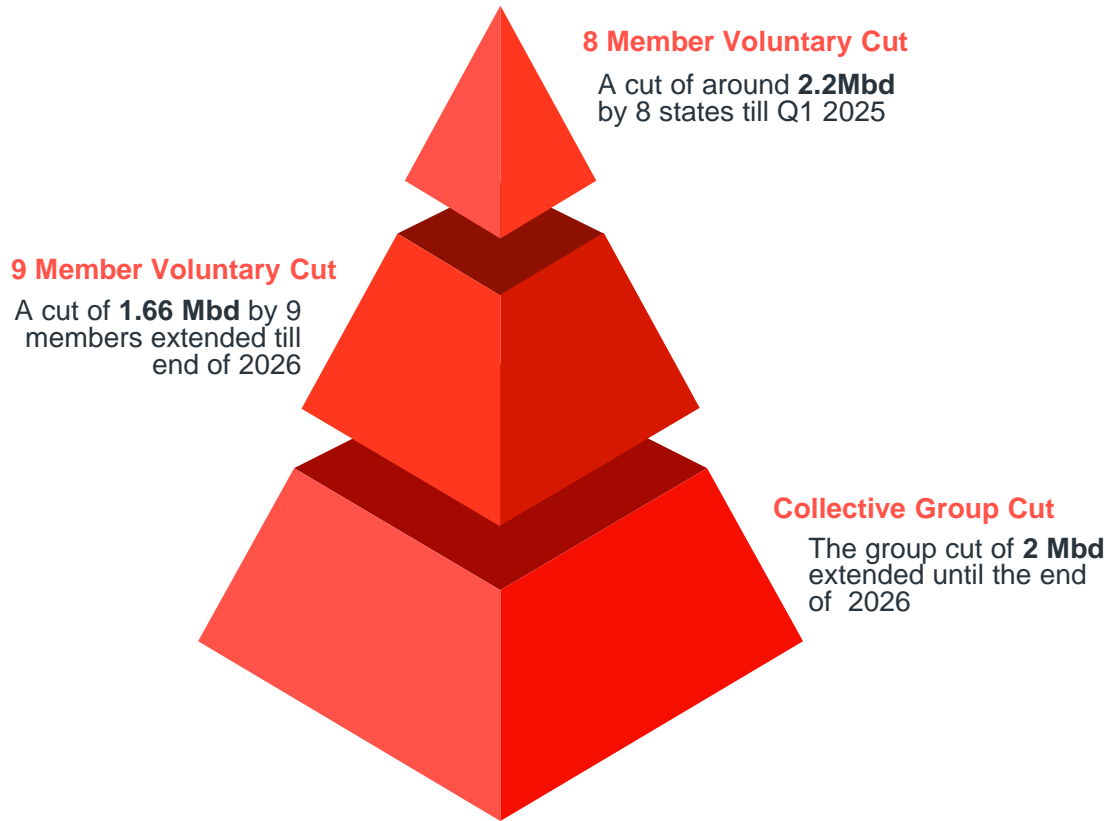 8 Member Voluntary Cut
A cut of around 2.2Mbd
by 8 states till Q1 2025
9 Member Voluntary Cut
A cut of 1.66 Mbd by 9
members extended till
end of 2026
Collective Group Cut
The group cut of 2 Mbd
extended until the end
of  2026